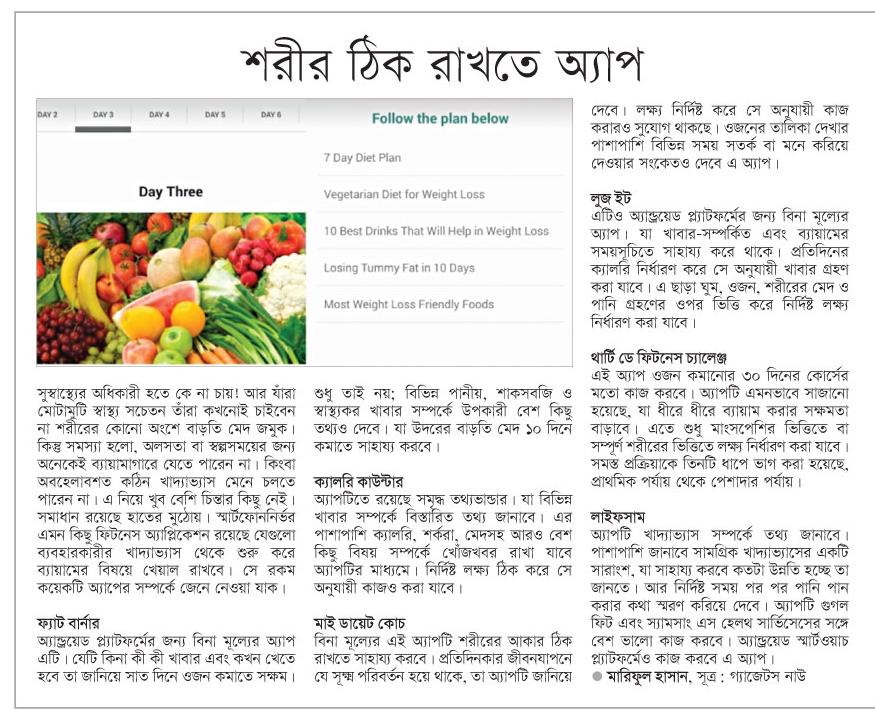 শরীর ঠিক রাখতে অ্যাপ
DAY 2 DAY 3 DAY 4 DAY 5 DAY 6
Day Three
Follow the plan below
7 Day Diet Plan
Vegetarian Diet for Weight Loss
10 Best Drinks That Will Help in Weight Loss
Losing Tummy Fat in 10 Days
Most Weight Loss Friendly Foods
সুস্বাস্থ্যের অধিকারী হতে কে না চায়! আর যাঁরা
মোটামুটি স্বাস্থ্য সচেতন তাঁরা কখনোই চাইবেন
না শরীরের কোনো অংশে বাড়তি মেদ জমুক।
কিন্তু সমস্যা হলো, অলসতা বা স্বল্পসময়ের জন্য
অনেকেই ব্যায়ামাগারে যেতে পারেন না। কিংবা
অবহেলাবশত কঠিন খাদ্যাভ্যাস মেনে চলতে
পারেন না। এ নিয়ে খুব বেশি চিন্তার কিছু নেই।
সমাধান রয়েছে হাতের মুঠোয়। স্মার্টফোননির্ভর
এমন কিছু ফিটনেস অ্যাপ্লিকেশন রয়েছে যেগুলো
ব্যবহারকারীর খাদ্যাভ্যাস থেকে শুরু করে
ব্যায়ামের বিষয়ে খেয়াল রাখবে। সে রকম
কয়েকটি অ্যাপের সম্পর্কে জেনে নেওয়া যাক।
ফ্যাট বার্নার
অ্যান্ড্রয়েড প্ল্যাটফর্মের জন্য বিনা মূল্যের অ্যাপ
এটি। যেটি কিনা কী কী খাবার এবং কখন খেতে
হবে তা জানিয়ে সাত দিনে ওজন কমাতে সক্ষম।
শুধু তাই নয়; বিভিন্ন পানীয়, শাকসবজি ও
স্বাস্থ্যকর খাবার সম্পর্কে উপকারী বেশ কিছু
তথ্যও দেবে। যা উদরের বাড়তি মেদ ১০ দিনে
কমাতে সাহায্য করবে।
ক্যালরি কাউন্টার
অ্যাপটিতে রয়েছে সমৃদ্ধ তথ্যভান্ডার। যা বিভিন্ন
খাবার সম্পর্কে বিস্তারিত তথ্য জানাবে। এর
পাশাপাশি ক্যালরি, শর্করা, মেদসহ আরও বেশ
কিছু বিষয় সম্পর্কে খোঁজখবর রাখা যাবে
অ্যাপটির মাধ্যমে। নির্দিষ্ট লক্ষ্য ঠিক করে সে
অনুযায়ী কাজও করা যাবে।
মাই ডায়েট কোচ
বিনা মূল্যের এই অ্যাপটি শরীরের আকার ঠিক
রাখতে সাহায্য করবে। প্রতিদিনকার জীবনযাপনে
যে সূক্ষ্ম পরিবর্তন হয়ে থাকে, তা অ্যাপটি জানিয়ে
দেবে। লক্ষ্য নির্দিষ্ট করে সে অনুযায়ী কাজ
করারও সুযোগ থাকছে। ওজনের তালিকা দেখার
পাশাপাশি বিভিন্ন সময় সতর্ক বা মনে করিয়ে
দেওয়ার সংকেতও দেবে এ অ্যাপ।
লুজ ইট
এটিও অ্যান্ড্রয়েড প্ল্যাটফর্মের জন্য বিনা মূল্যের
অ্যাপ। যা খাবার-সম্পর্কিত এবং ব্যায়ামের
সময়সূচিতে সাহায্য করে থাকে। প্রতিদিনের
ক্যালরি নির্ধারণ করে সে অনুযায়ী খাবার গ্রহণ
করা যাবে। এ ছাড়া ঘুম, ওজন, শরীরের মেদ ও
পানি গ্রহণের ওপর ভিত্তি করে নির্দিষ্ট লক্ষ্য
নির্ধারণ করা যাবে।
থার্টি ডে ফিটনেস চ্যালেঞ্জ
এই অ্যাপ ওজন কমানোর ৩০ দিনের কোর্সের
মতো কাজ করবে। অ্যাপটি এমনভাবে সাজানো
হয়েছে, যা ধীরে ধীরে ব্যায়াম করার সক্ষমতা
বাড়াবে। এতে শুধু মাংসপেশির ভিত্তিতে বা
সম্পূর্ণ শরীরের ভিত্তিতে লক্ষ্য নির্ধারণ করা যাবে।
সমস্ত প্রক্রিয়াকে তিনটি ধাপে ভাগ করা হয়েছে,
প্রাথমিক পর্যায় থেকে পেশাদার পর্যায়।
লাইফসাম
অ্যাপটি খাদ্যাভ্যাস সম্পর্কে তথ্য জানাবে।
পাশাপাশি জানাবে সামগ্রিক খাদ্যাভ্যাসের একটি
সারাংশ, যা সাহায্য করবে কতটা উন্নতি হচ্ছে তা
জানতে। আর নির্দিষ্ট সময় পর পর পানি পান
করার কথা স্মরণ করিয়ে দেবে। অ্যাপটি গুগল
ফিট এবং স্যামসাং এস হেলথ সার্ভিসেসের সঙ্গে
বেশ ভালো কাজ করবে। অ্যান্ড্রয়েড স্মার্টওয়াচ
প্ল্যাটফর্মেও কাজ করবে এ অ্যাপ।
● মারিফুল হাসান, সূত্র : গ্যাজেটস নাউ